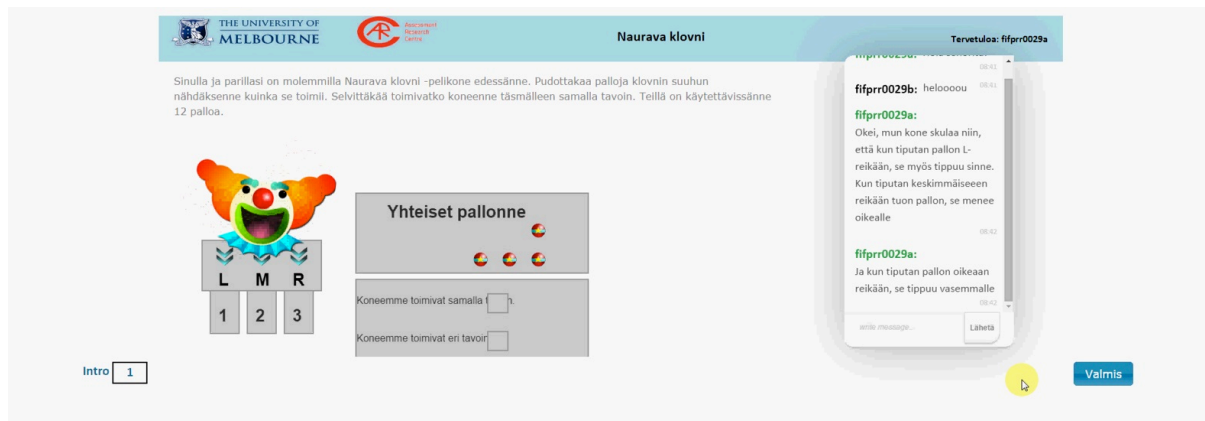 THE UNIVERSITY OF
MELBOURNE
Assessment
Research
Centre
Naurava klovni
Tervetuloa: fifprr0029a
Sinulla ja parillasi on molemmilla Naurava klovni -pelikone edessänne. Pudottakaa palloja klovnin suuhun
nähdäksenne kuinka se toimii. Selvittäkää toimivatko koneenne täsmälleen samalla tavoin. Teillä on käytettävissänne
12 palloa.
L M R
1 2 3
Yhteiset pallonne
Koneemme toimivat samalla
Koneemme toimivat eri tavoin
08:41
fifprr0029b: heloooou 08:41
fifprr0029a:
Okei, mun kone skulaa niin,
että kun tiputan pallon L-
reikään, se myös tippuu sinne.
Kun tiputan keskimmäiseeen
reikään tuon pallon, se menee
oikealle
08:42
fifprr0029a:
Ja kun tiputan pallon oikeaan
reikään, se tippuu vasemmalle
08:42
write message... Lähetä
Intro 1
Valmis